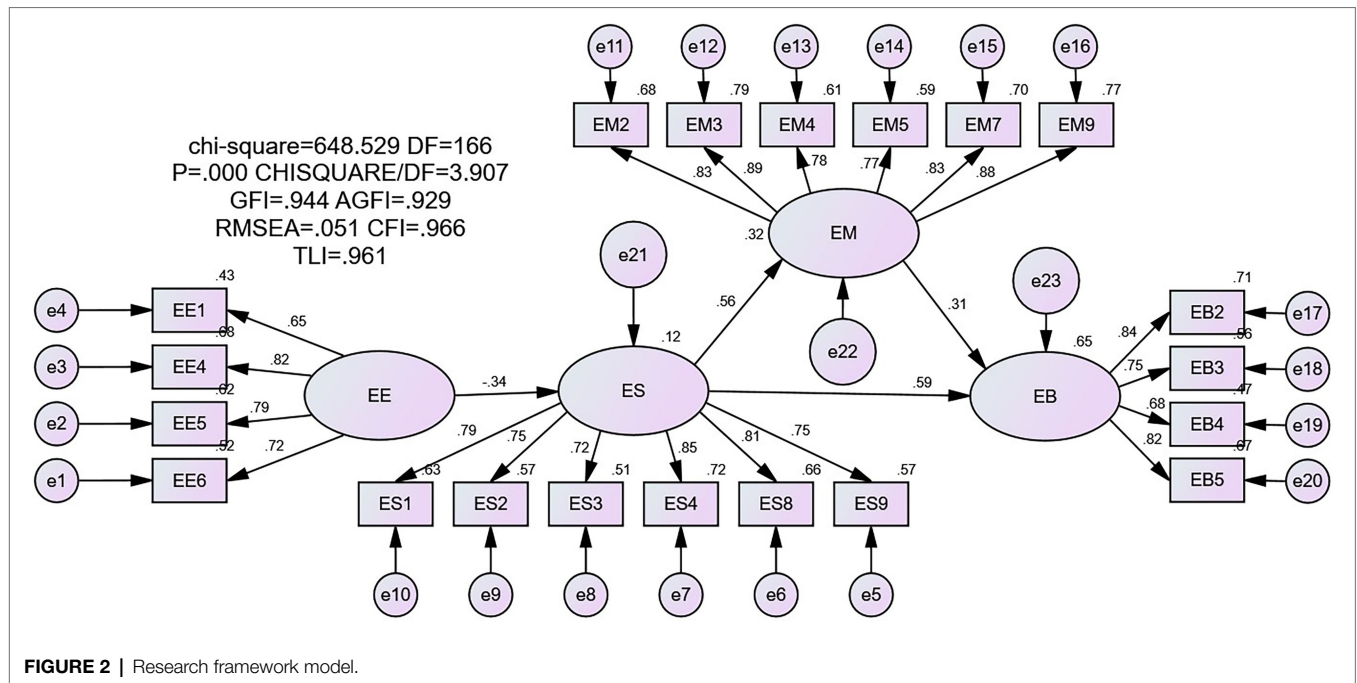 e11 e12 e13 e14 e15 e16
.68 .79 .61 .59 .70 .77
EM2 EM3 EM4 EM5 EM7 EM9
.83 .89 .78 .77 .83 .88
chi-square=648.529 DF=166
P=.000 CHISQUARE/DF=3.907
GFI=.944 AGFI=.929
RMSEA=.051 CFI=.966
TLI=.961
.32 EM
e21
e22
e23
.56
.31
.43
e4 EE1 .65
.68
e3 EE4 .82
.62
e2 EE5 .79
.52
e1 EE6 .72
EE
-.34
.12
ES
.59
.65
EB
.71
.84 EB2 e17
.56
.75 EB3 e18
.47
.68 EB4 e19
.67
.82 EB5 e20
.79 .75 .72 .85 .81 .75
.63 .57 .51 .72 .66 .57
ES1 ES2 ES3 ES4 ES8 ES9
e10 e9 e8 e7 e6 e5
FIGURE 2 | Research framework model.